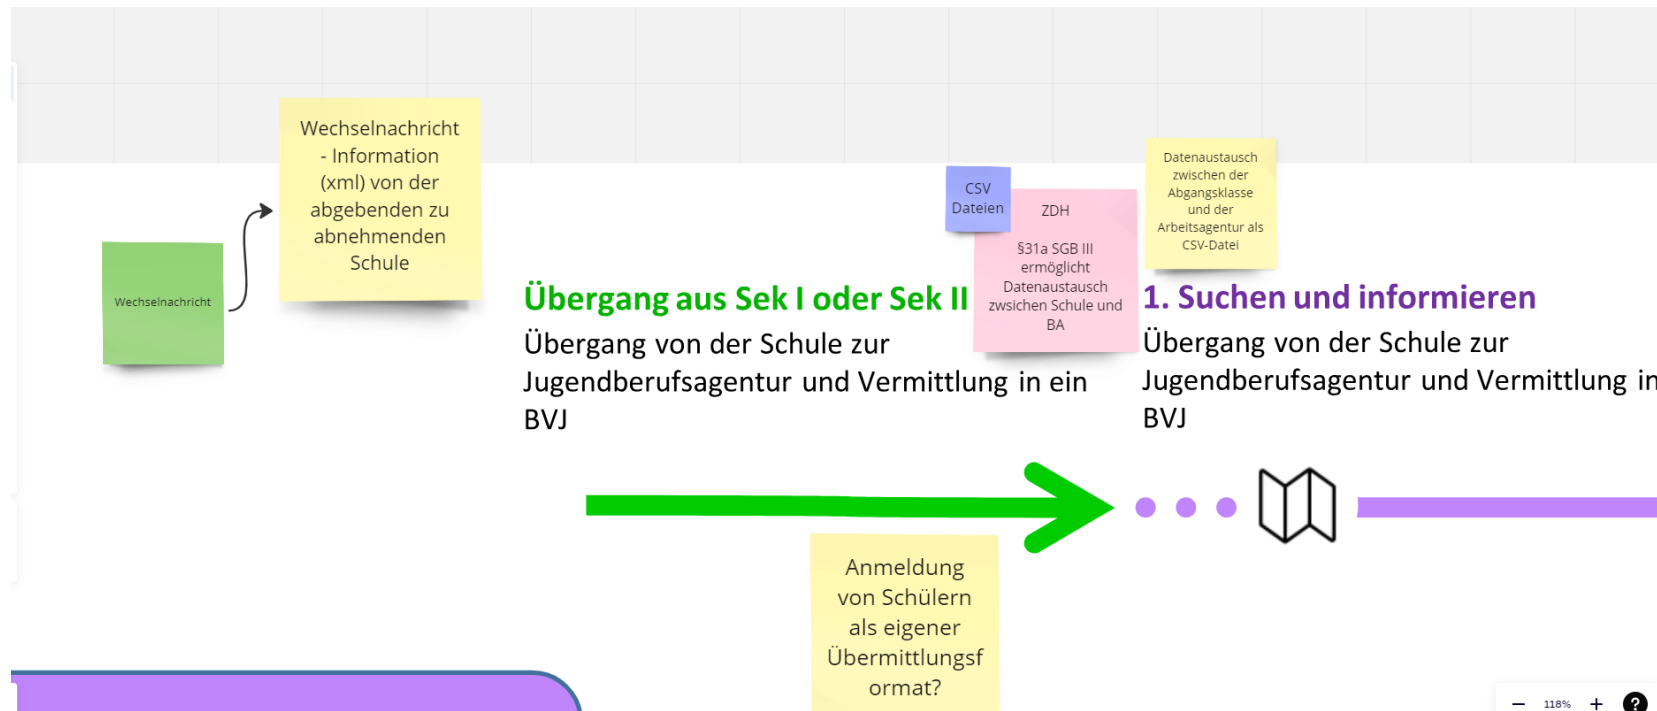 Wechselnachricht
Wechselnachricht
- Information
(xml) von der
abgebenden zu
abnehmenden
Schule
Übergang aus Sek I oder Sek II
Übergang von der Schule zur
Jugendberufsagentur und Vermittlung in ein
BVJ
CSV
Dateien
ZDH
§31a SGB III
ermöglicht
Datenaustausch
zwsichen Schule und
BA
Datenaustausch
zwischen der
Abgangsklasse
und der
Arbeitsagentur als
CSV-Datei
1. Suchen und informieren
Übergang von der Schule zur
Jugendberufsagentur und Vermittlung in
BVJ
Anmeldung
von Schülern
als eigener
Übermittlungsf
ormat?
− 118% + ?